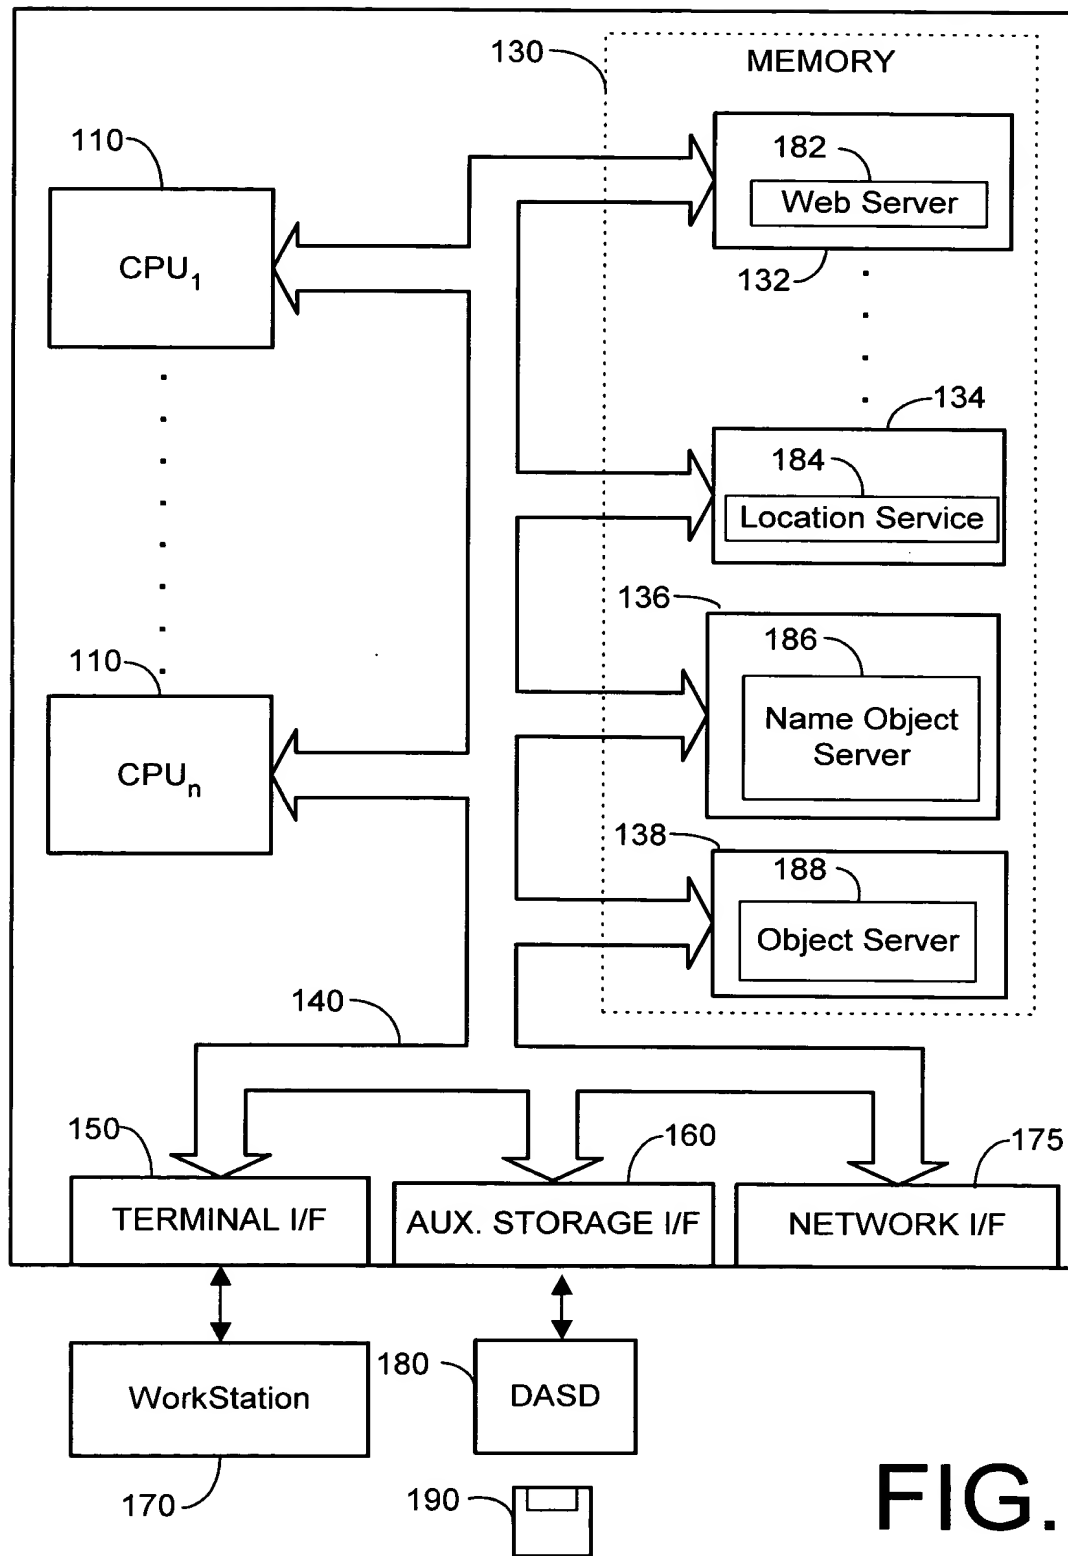 130
MEMORY
110
182
CPU1
Web Server
132
134
184
Location Service
136
110
186
CPUn
Name Object
Server
138
188
Object Server
140
150
160
175
TERMINAL I/F
AUX. STORAGE I/F
NETWORK I/F
180
WorkStation
DASD
170
190
FIG.